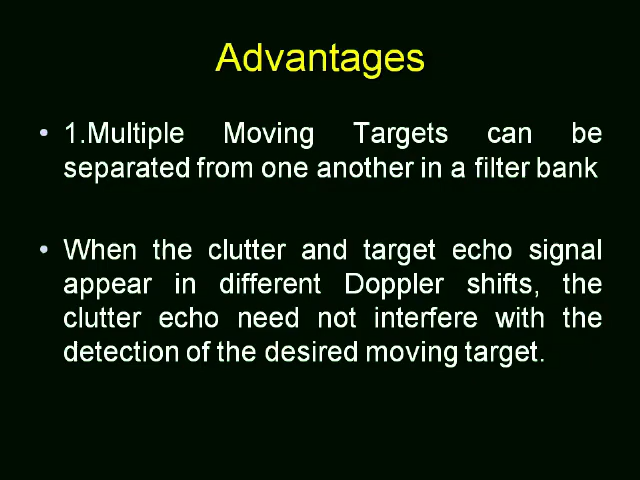 Advantages
• 1.Multiple Moving Targets can be
separated from one another in a filter bank
• When the clutter and target echo signal
appear in different Doppler shifts, the
clutter echo need not interfere with the
detection of the desired moving target.